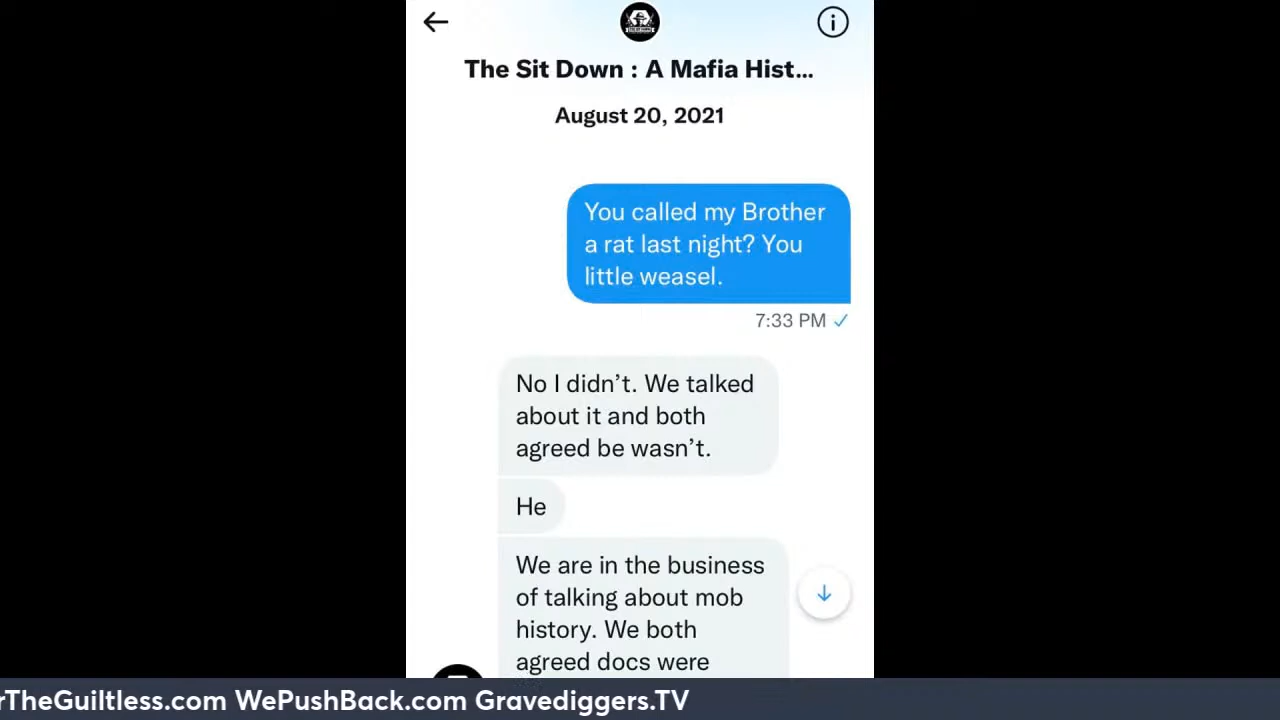 The Sit Down : A Mafia Hist...
August 20, 2021
You called my Brother
a rat last night? You
little weasel.
7:33 PM
No I didn't. We talked
about it and both
agreed be wasn't.
He
We are in the business
of talking about mob
history. We both
agreed docs were
rTheGuiltless.com WePushBack.com Gravediggers.TV